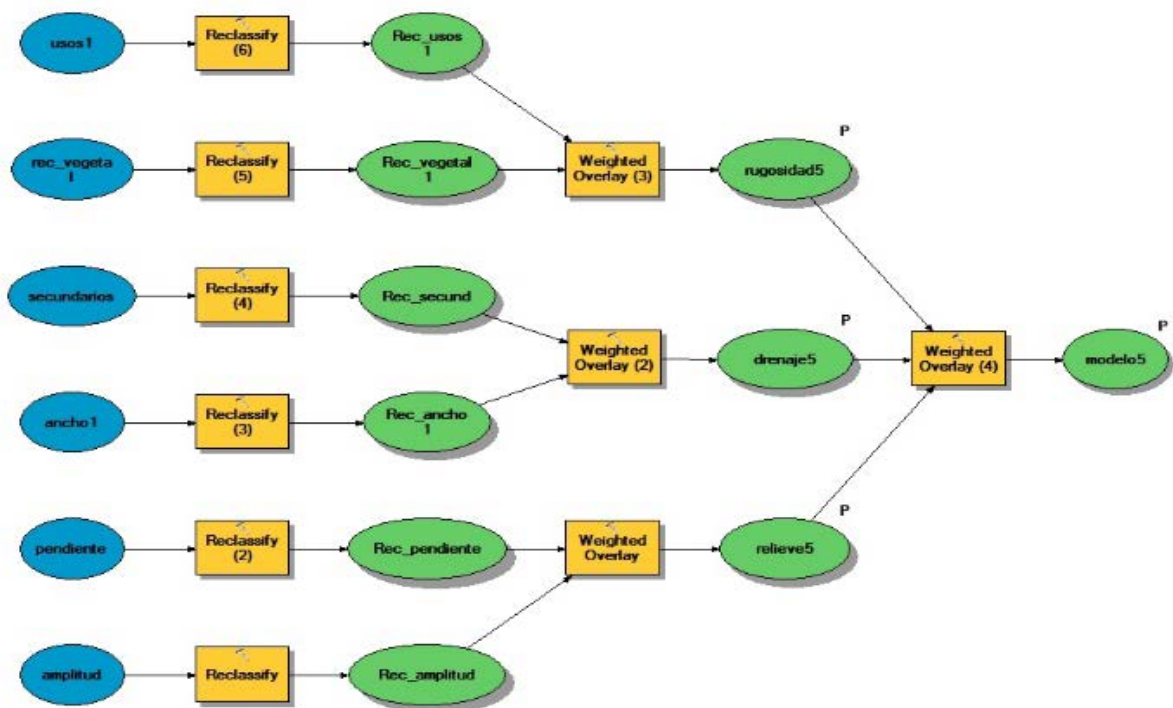 usos1
Reclassify
(6)
Rec_usos
1
rec_vegeta
l
Reclassify
(5)
Rec_vegetal
1
Weighted
Overlay (3)
P
rugosidad5
secundarios
Reclassify
(4)
Rec_secund
Weighted
Overlay (2)
P
drenaje5
Weighted
Overlay (4)
P
modelo5
ancho1
Reclassify
(3)
Rec_ancho
1
pendiente
Reclassify
(2)
Rec_pendiente
Weighted
Overlay
P
relieve5
amplitud
Reclassify
Rec_amplitud